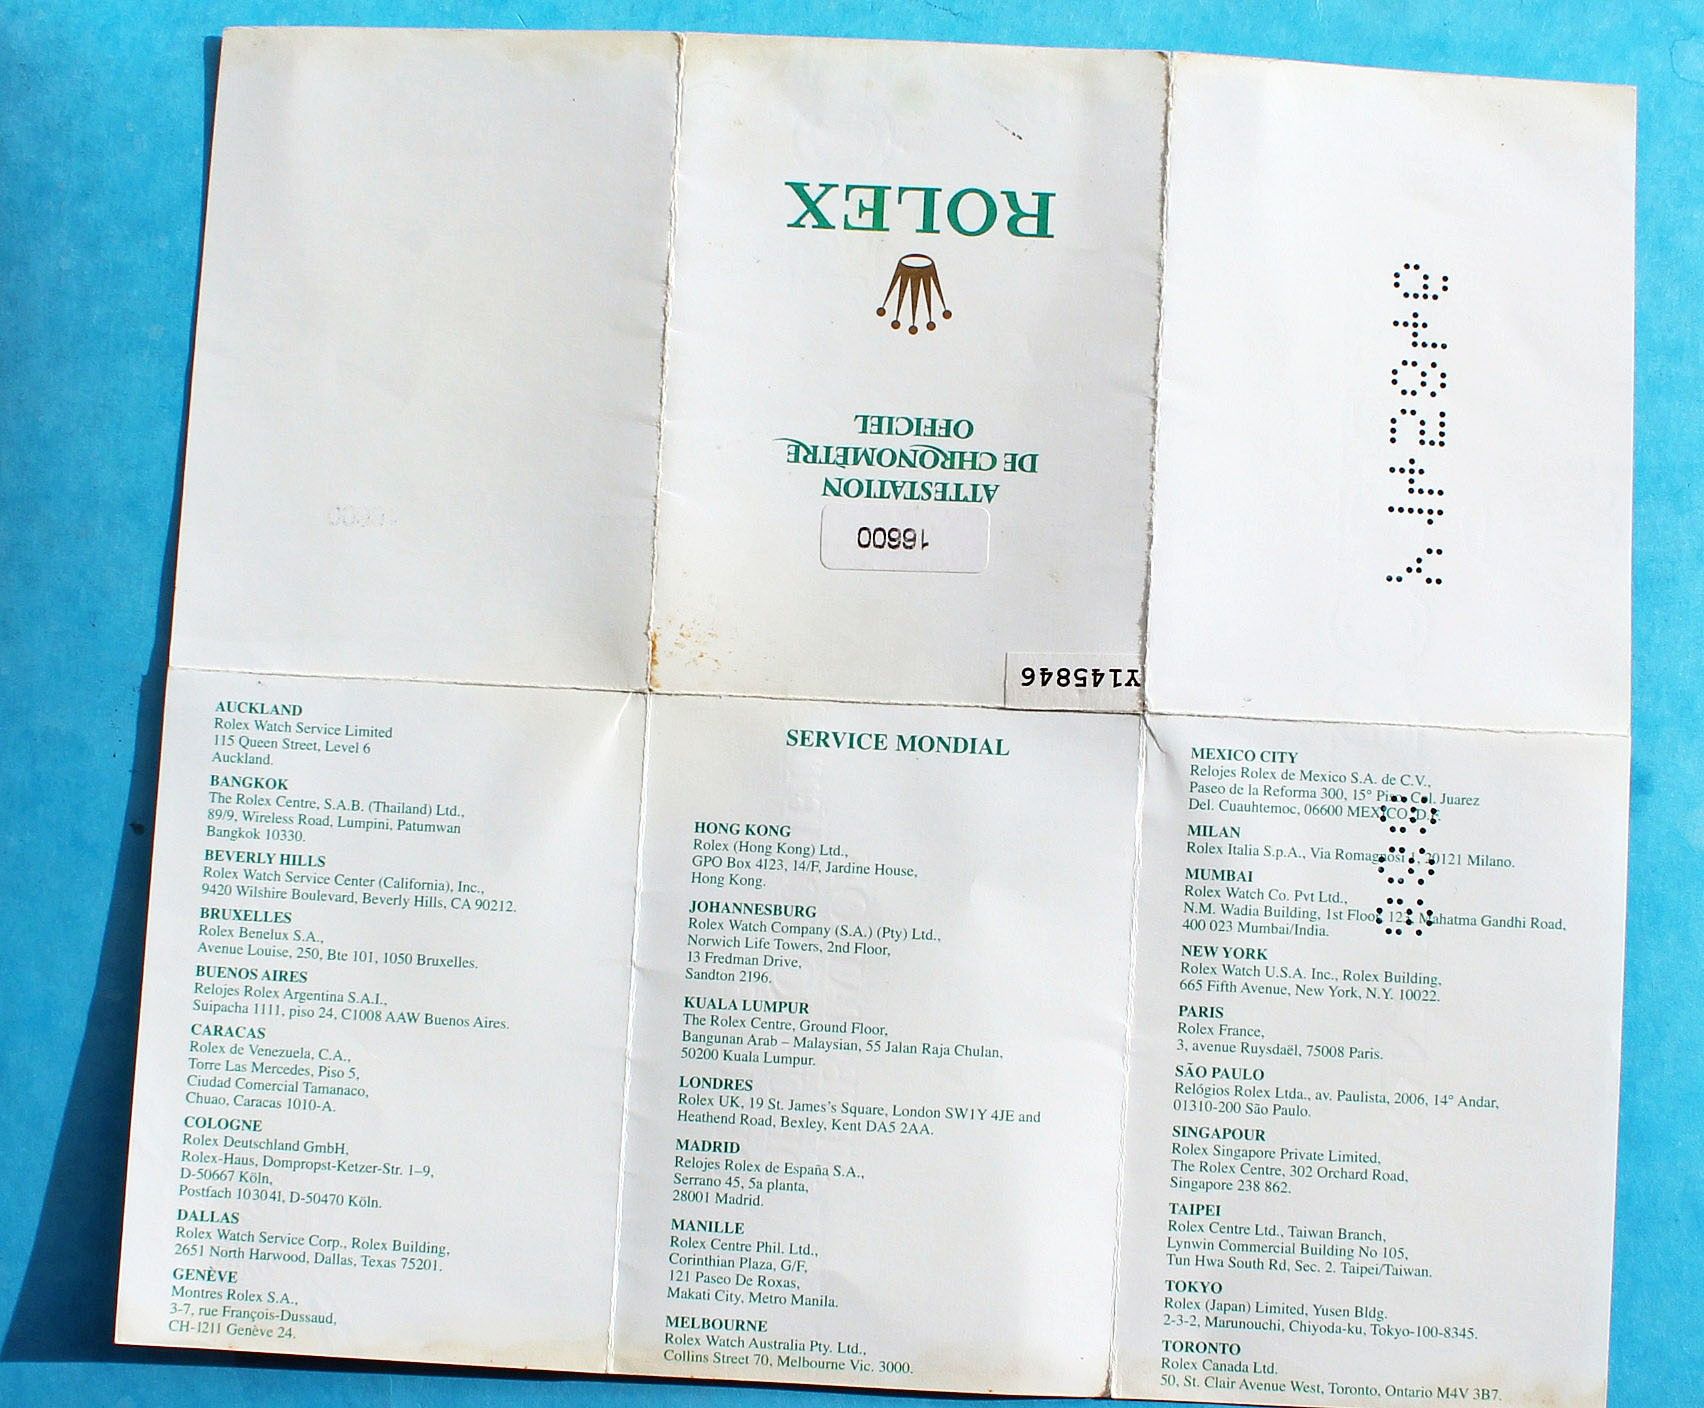 ROLEX
ATTESTATION
DE CHRONOMÈTRE
OFFICIEL
16600
Y145846
Y145846
AUCKLAND
Rolex Watch Service Limited
115 Queen Street, Level 6
Auckland.
BANGKOK
The Rolex Centre, S.A.B. (Thailand) Ltd.,
89/9, Wireless Road, Lumpini, Patumwan
Bangkok 10330.
BEVERLY HILLS
Rolex Watch Service Center (California), Inc.,
9420 Wilshire Boulevard, Beverly Hills, CA 90212.
BRUXELLES
Rolex Benelux S.A.,
Avenue Louise, 250, Bte 101, 1050 Bruxelles.
BUENOS AIRES
Relojes Rolex Argentina S.A.I.,
Suipacha 1111, piso 24, C1008 AAW Buenos Aires.
CARACAS
Rolex de Venezuela, C.A.,
Torre Las Mercedes, Piso 5,
Ciudad Comercial Tamanaco,
Chuao, Caracas 1010-A.
COLOGNE
Rolex Deutschland GmbH,
Rolex-Haus, Dompropst-Ketzer-Str. 1–9,
D-50667 Köln,
Postfach 103041, D-50470 Köln.
DALLAS
Rolex Watch Service Corp., Rolex Building,
2651 North Harwood, Dallas, Texas 75201.
GENÈVE
Montres Rolex S.A.,
3-7, rue François-Dussaud,
CH-1211 Genève 24.
SERVICE MONDIAL
HONG KONG
Rolex (Hong Kong) Ltd.,
GPO Box 4123, 14/F, Jardine House,
Hong Kong.
JOHANNESBURG
Rolex Watch Company (S.A.) (Pty) Ltd.,
Norwich Life Towers, 2nd Floor,
13 Fredman Drive,
Sandton 2196.
KUALA LUMPUR
The Rolex Centre, Ground Floor,
Bangunan Arab – Malaysian, 55 Jalan Raja Chulan,
50200 Kuala Lumpur.
LONDRES
Rolex UK, 19 St. James's Square, London SW1Y 4JE and
Heathend Road, Bexley, Kent DA5 2AA.
MADRID
Relojes Rolex de España S.A.,
Serrano 45, 5a planta,
28001 Madrid.
MANILLE
Rolex Centre Phil. Ltd.,
Corinthian Plaza, G/F,
121 Paseo De Roxas,
Makati City, Metro Manila.
MELBOURNE
Rolex Watch Australia Pty. Ltd.,
Collins Street 70, Melbourne Vic. 3000.
MEXICO CITY
Relojes Rolex de Mexico S.A. de C.V.,
Paseo de la Reforma 300, 15° Piso, Col. Juarez
Del. Cuauhtemoc, 06600 MEXICO, D.F.
MILAN
Rolex Italia S.p.A., Via Romagnosi 1, 20121 Milano.
MUMBAI
Rolex Watch Co. Pvt Ltd.,
N.M. Wadia Building, 1st Floor, 123, Mahatma Gandhi Road,
400 023 Mumbai/India.
NEW YORK
Rolex Watch U.S.A. Inc., Rolex Building,
665 Fifth Avenue, New York, N.Y. 10022.
PARIS
Rolex France,
3, avenue Ruysdaël, 75008 Paris.
SÃO PAULO
Relógios Rolex Ltda., av. Paulista, 2006, 14° Andar,
01310-200 São Paulo.
SINGAPOUR
Rolex Singapore Private Limited,
The Rolex Centre, 302 Orchard Road,
Singapore 238 862.
TAIPEI
Rolex Centre Ltd., Taiwan Branch,
Lynwin Commercial Building No 105,
Tun Hwa South Rd, Sec. 2. Taipei/Taiwan.
TOKYO
Rolex (Japan) Limited, Yusen Bldg.
2-3-2, Marunouchi, Chiyoda-ku, Tokyo-100-8345.
TORONTO
Rolex Canada Ltd.
50, St. Clair Avenue West, Toronto, Ontario M4V 3B7.